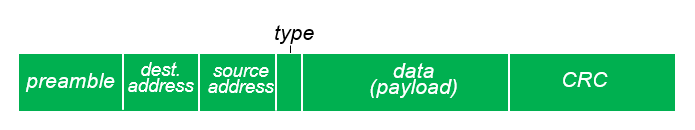 type
preamble
dest.
address
source
address
data
(payload)
CRC